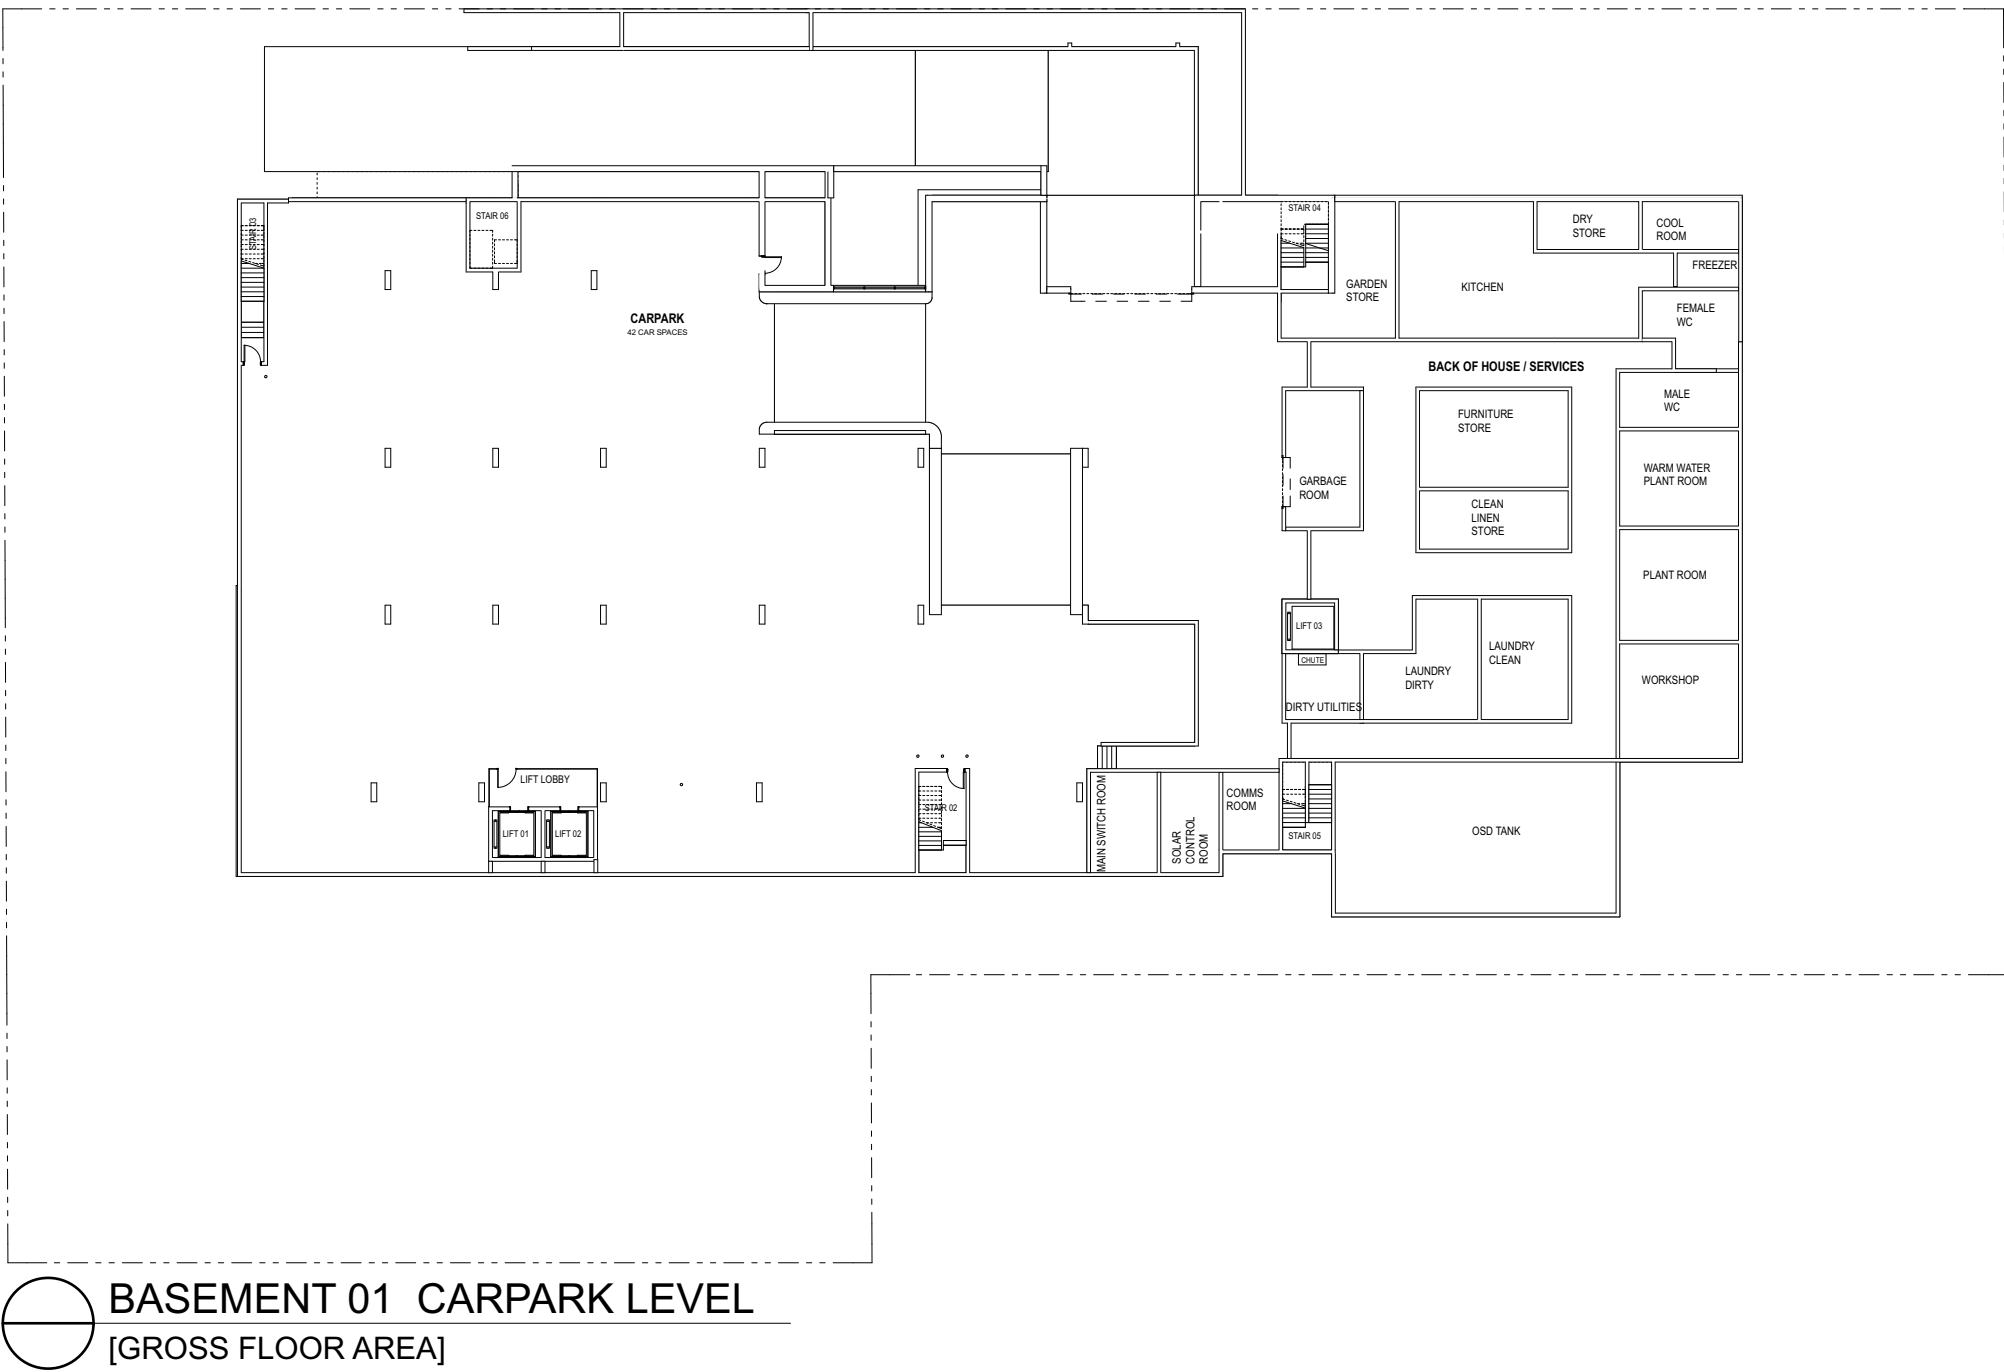 STAIR 03
STAIR 06
STAIR 04
DRY
STORE
COOL
ROOM
FREEZER
GARDEN
STORE
KITCHEN
FEMALE
WC
CARPARK
42 CAR SPACES
BACK OF HOUSE / SERVICES
MALE
WC
FURNITURE
STORE
WARM WATER
PLANT ROOM
GARBAGE
ROOM
CLEAN
LINEN
STORE
PLANT ROOM
LIFT 03
CHUTE
LAUNDRY
DIRTY
LAUNDRY
CLEAN
WORKSHOP
DIRTY UTILITIES
LIFT LOBBY
LIFT 01
LIFT 02
STAIR 02
MAIN SWITCH ROOM
SOLAR
CONTROL
ROOM
COMMS
ROOM
STAIR 05
OSD TANK
BASEMENT 01 CARPARK LEVEL
[GROSS FLOOR AREA]